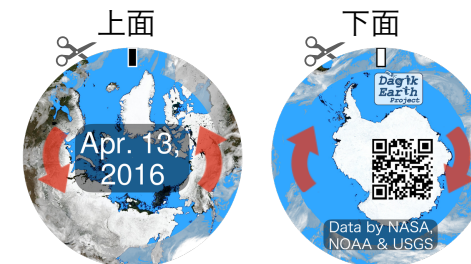 上面
下面
Apr. 13,
2016
Dagik
Earth
Project
Data by NASA,
NOAA & USGS